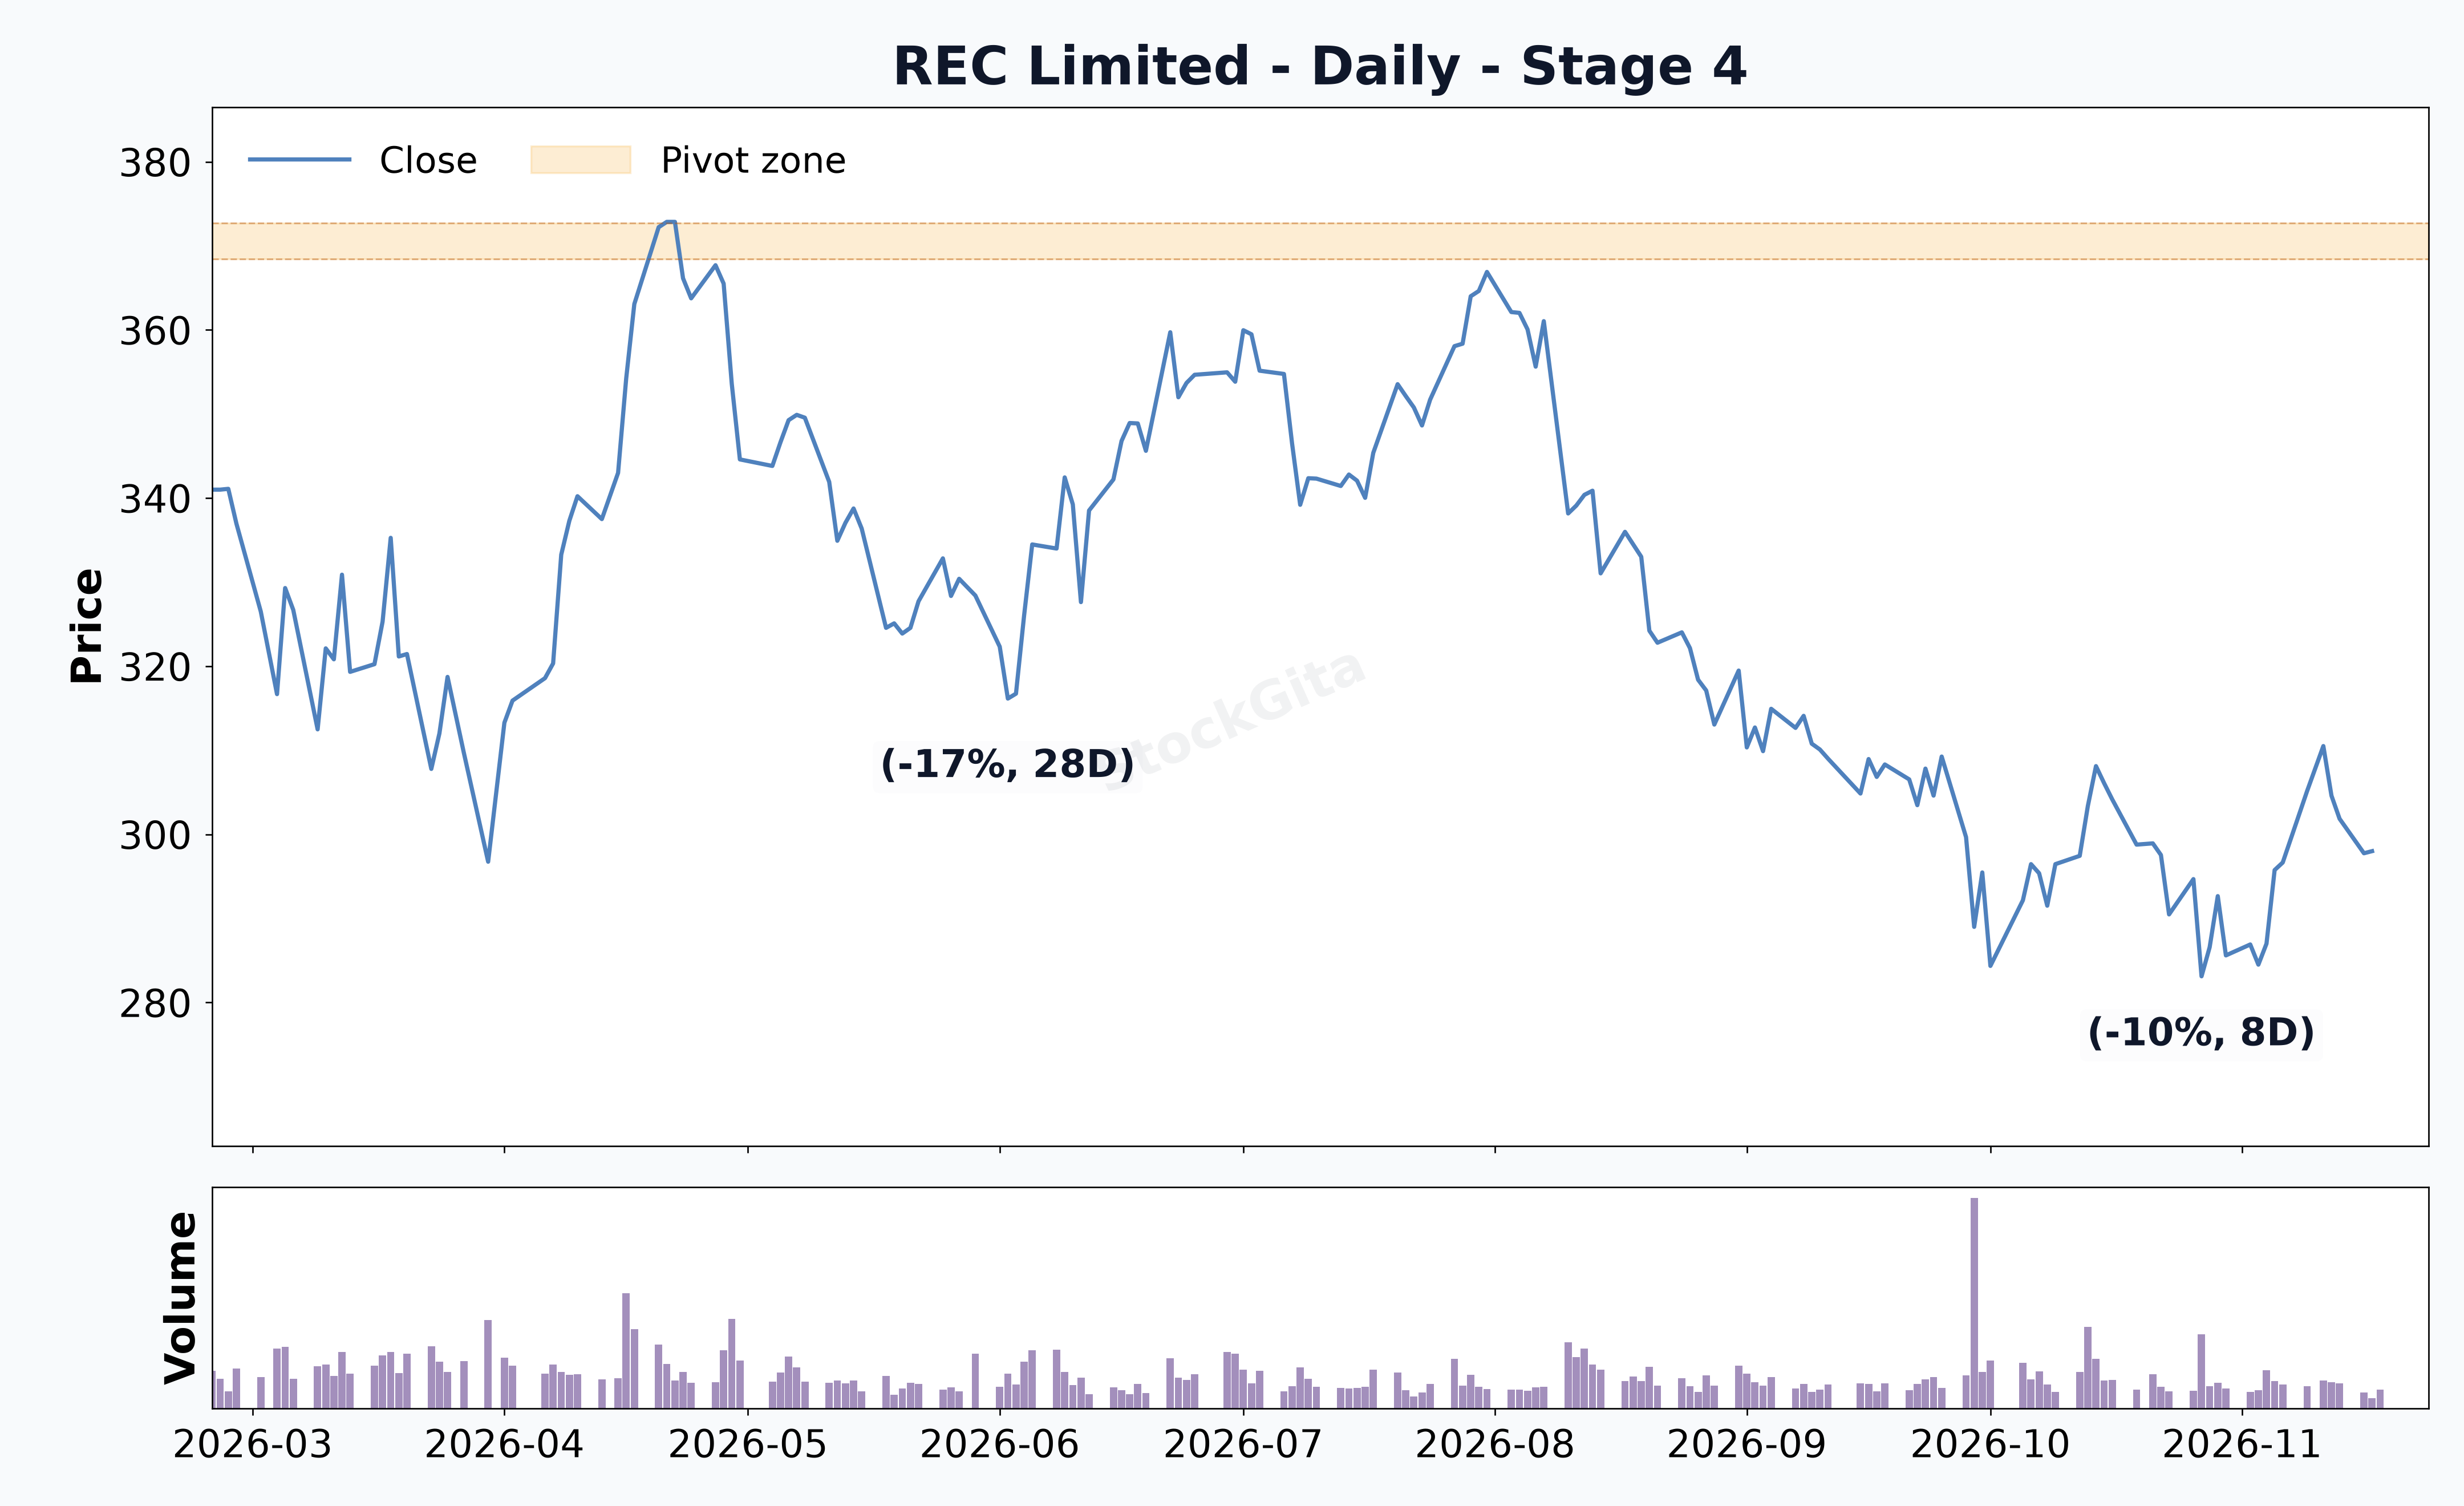 REC Limited - Daily - Stage 4
Close
Pivot zone
Price
380
360
340
320
300
280
StockGita
(-17%, 28D)
(-10%, 8D)
Volume
2026-03
2026-04
2026-05
2026-06
2026-07
2026-08
2026-09
2026-10
2026-11